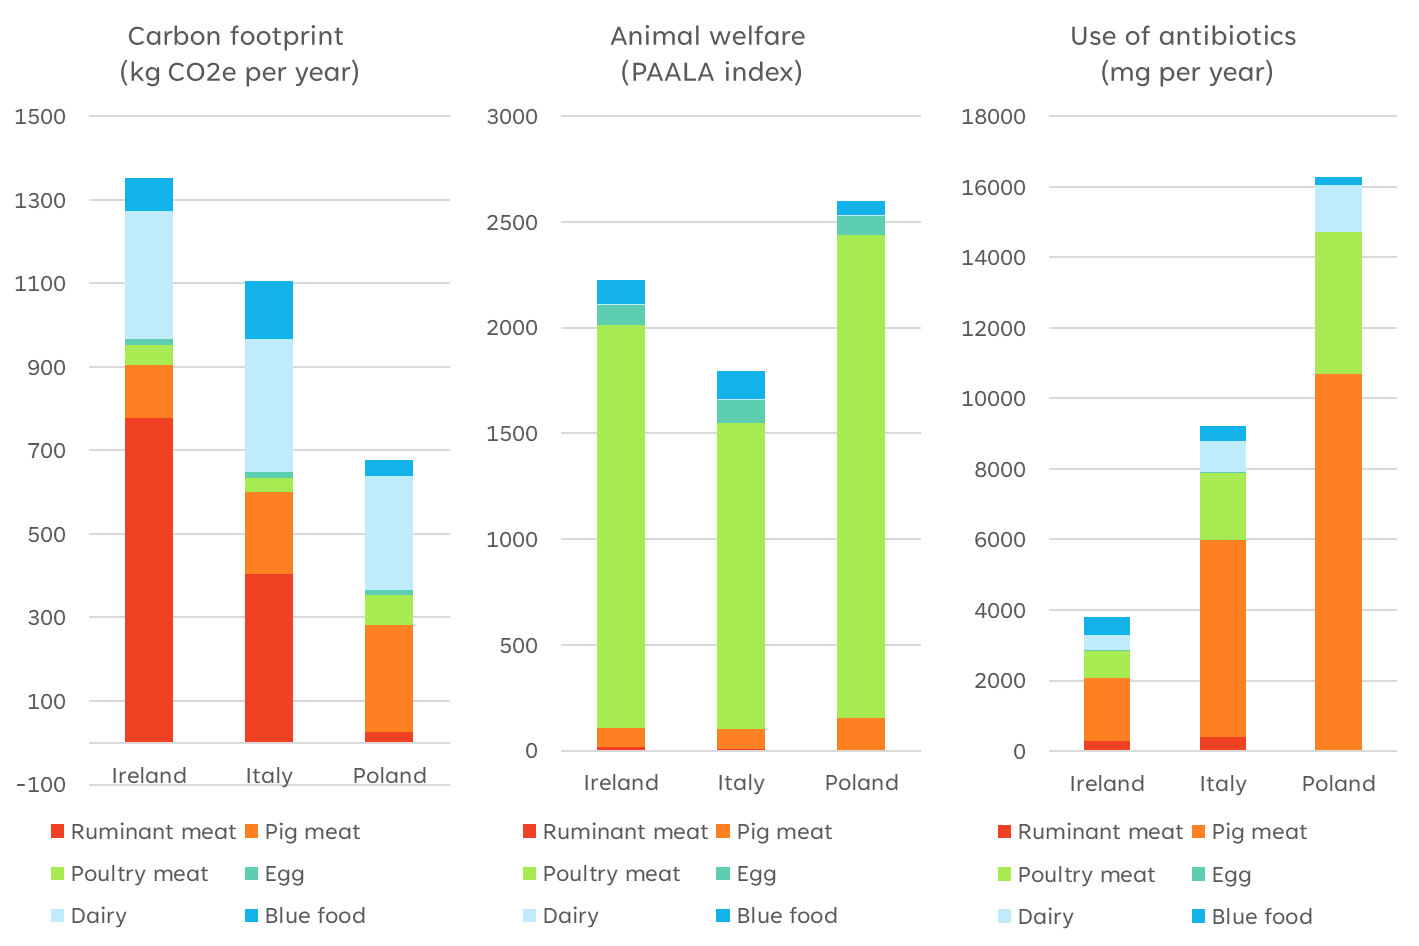 Carbon footprint
(kg CO2e per year)
1500
1300
1100
900
700
500
300
100
-100
Ireland Italy Poland
Ruminant meat Pig meat
Poultry meat Egg
Dairy Blue food
Animal welfare
(PAALA index)
3000
2500
2000
1500
1000
500
0
Ireland Italy Poland
Ruminant meat Pig meat
Poultry meat Egg
Dairy Blue food
Use of antibiotics
(mg per year)
18000
16000
14000
12000
10000
8000
6000
4000
2000
0
Ireland Italy Poland
Ruminant meat Pig meat
Poultry meat Egg
Dairy Blue food